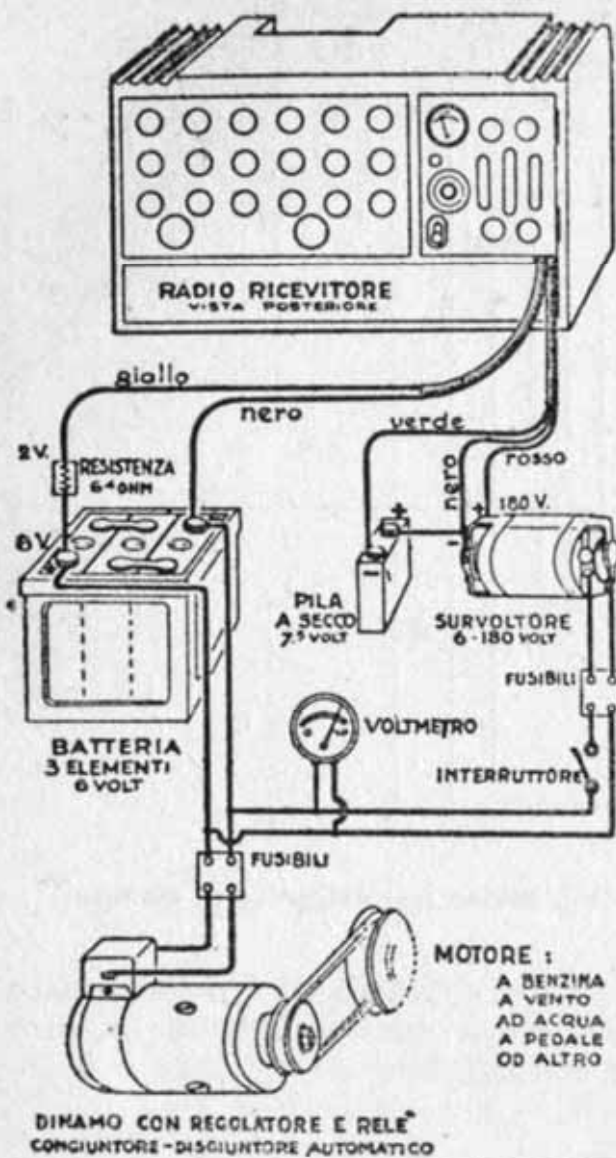 RADIO RICEVITORE
VISTA POSTERIORE
giallo
nero
verde
nero
rosso
2V.
RESISTENZA
6⁴ OHM
6V.
+
180 V.
+
-
-
PILA
A SECCO
7,⁵ VOLT
SURVOLTORE
6-180 VOLT
FUSIBILI
VOLTMETRO
BATTERIA
3 ELEMENTI
6 VOLT
INTERRUTTORE
FUSIBILI
MOTORE :
A BENZINA
A VENTO
AD ACQUA
A PEDALE
OD ALTRO
DINAMO CON REGOLATORE E RELE"
CONGIUNTORE-DISGIUNTORE AUTOMATICO